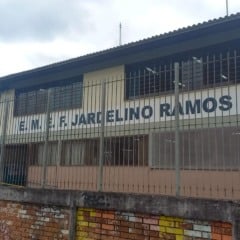 E. M. E. F. JARDELINO RAMOS